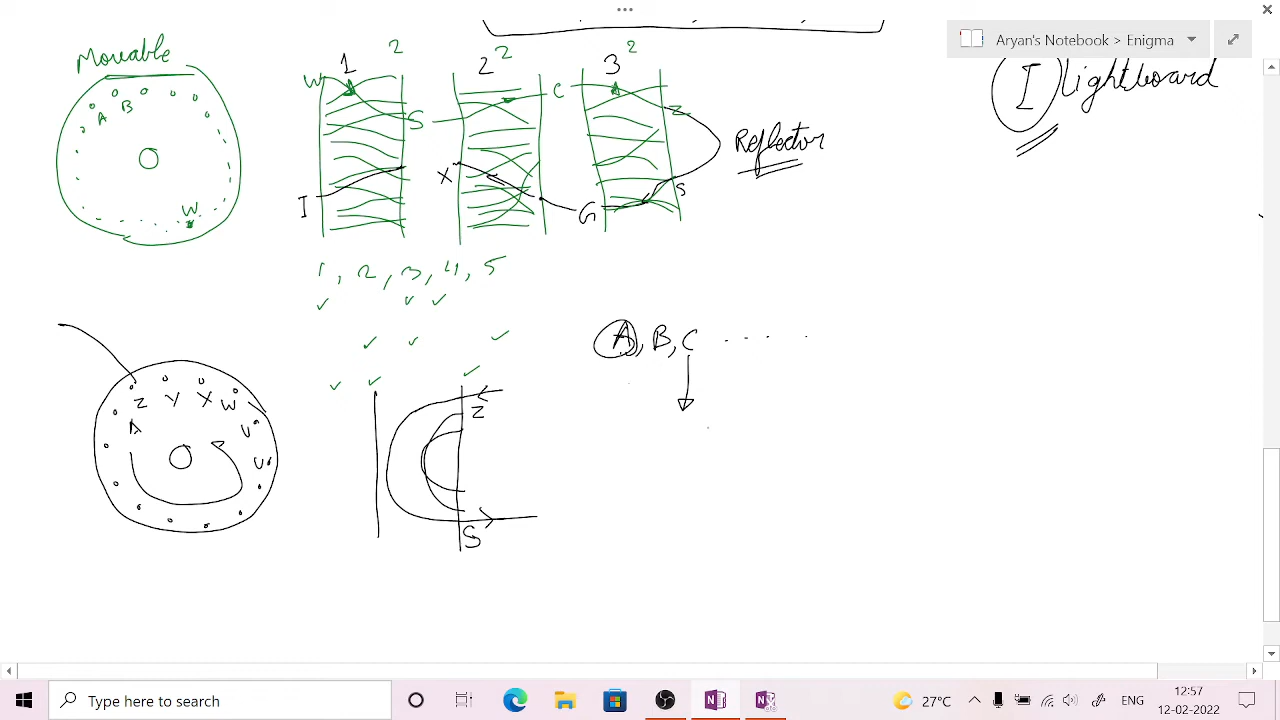 Aryan's Notebook > Enigma
Movable
A B
W
1 2
2 2
3 2
W S
C
Z
I X
G S
Reflector
I lightboard
1, 2, 3, 4, 5
A, B, C ....
Z Y X W
A
V
U
Z
S
Type here to search
27°C
ENG
12:57
12-02-2022